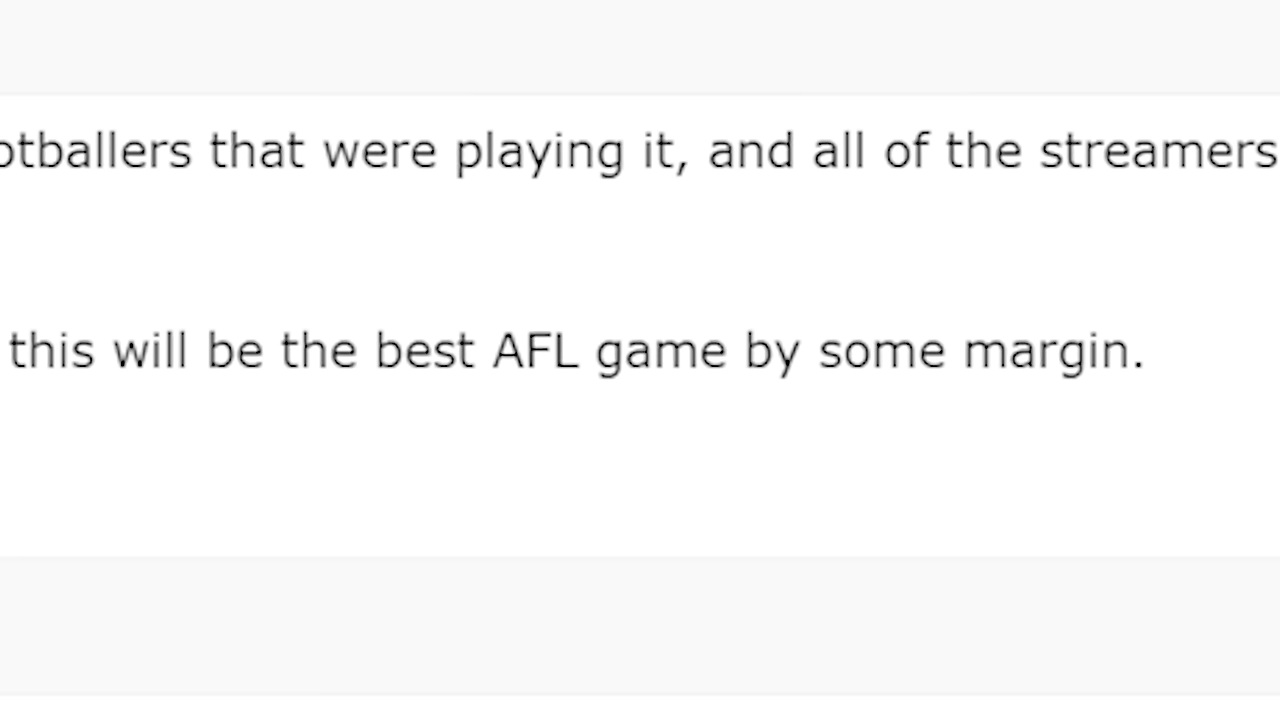 otballers that were playing it, and all of the streamers
this will be the best AFL game by some margin.